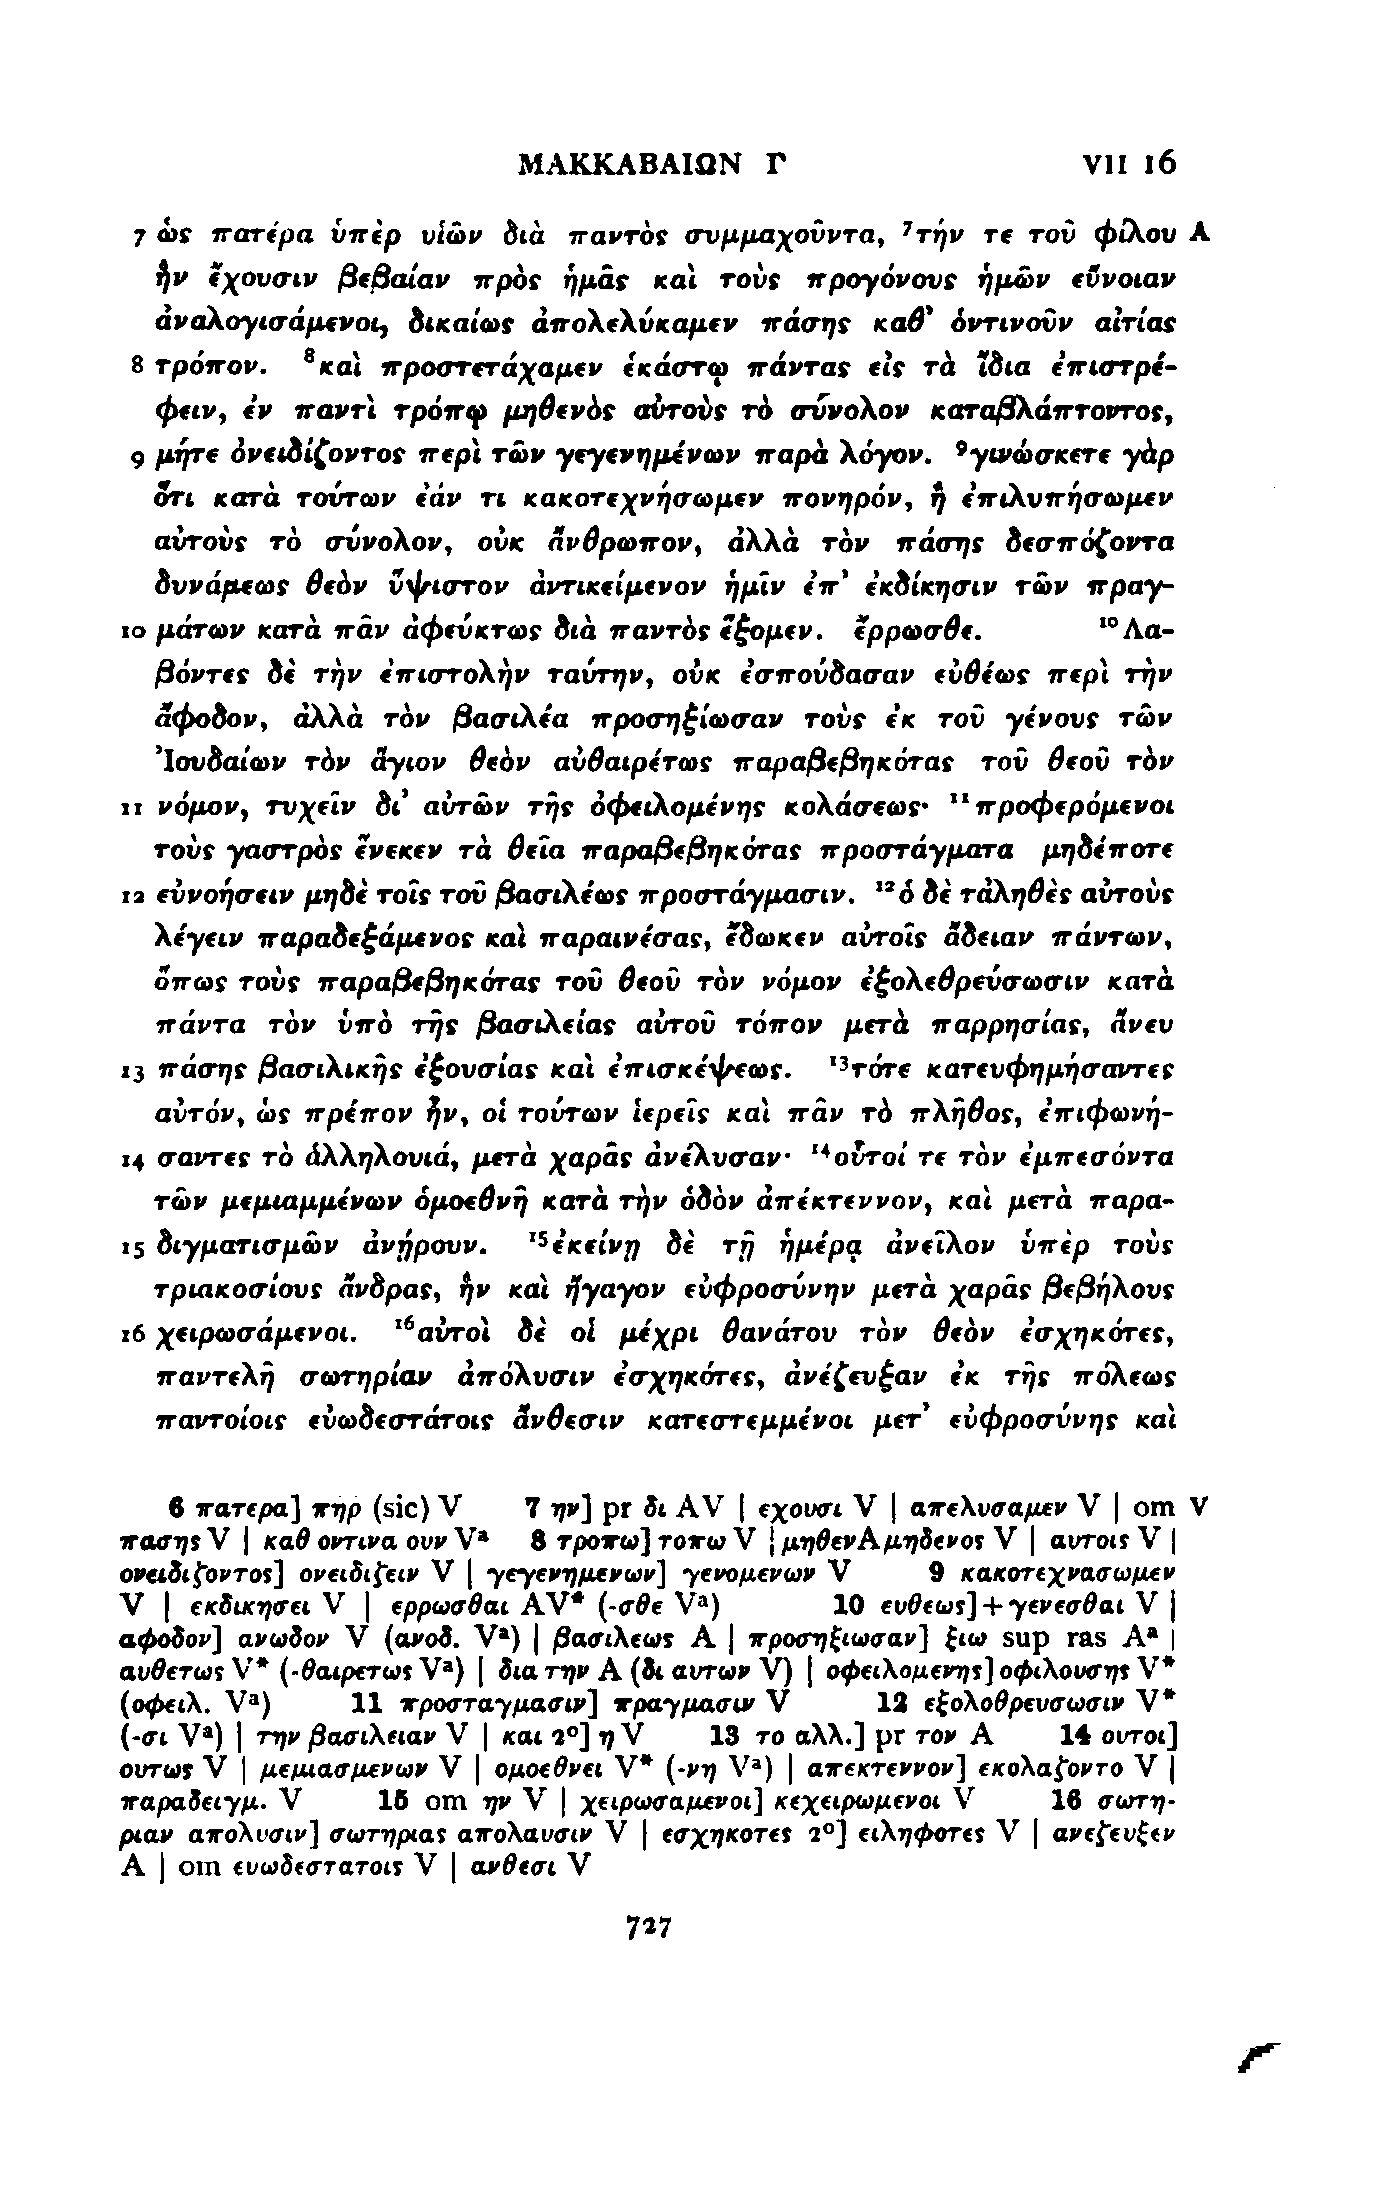 ΜΑΚΚΑΒΑΙΩΝ Γ VII 16
7 ὡς πατέρα ὑπὲρ υἱῶν διὰ παντὸς συμμαχοῦντα, ⁷τήν τε τοῦ φίλου A
ἣν ἔχουσιν βεβαίαν πρὸς ἡμᾶς καὶ τοὺς προγόνους ἡμῶν εὔνοιαν
ἀναλογισάμενοι, δικαίως ἀπολελύκαμεν πάσης καθ’ ὁντινοῦν αἰτίας
8 τρόπον. ⁸καὶ προστετάχαμεν ἑκάστῳ πάντας εἰς τὰ ἴδια ἐπιστρέ-
φειν, ἐν παντὶ τρόπῳ μηθενὸς αὐτοὺς τὸ σύνολον καταβλάπτοντος,
9 μήτε ὀνειδίζοντος περὶ τῶν γεγενημένων παρὰ λόγον. ⁹γινώσκετε γὰρ
ὅτι κατὰ τούτων ἐάν τι κακοτεχνήσωμεν πονηρόν, ἢ ἐπιλυπήσωμεν
αὐτοὺς τὸ σύνολον, οὐκ ἄνθρωπον, ἀλλὰ τὸν πάσης δεσπόζοντα
δυνάμεως θεὸν ὕψιστον ἀντικείμενον ἡμῖν ἐπ’ ἐκδίκησιν τῶν πραγ-
10 μάτων κατὰ πᾶν ἀφεύκτως διὰ παντὸς ἕξομεν. ἔρρωσθε. ¹⁰Λα-
βόντες δὲ τὴν ἐπιστολὴν ταύτην, οὐκ ἐσπούδασαν εὐθέως περὶ τὴν
ἄφοδον, ἀλλὰ τὸν βασιλέα προσηξίωσαν τοὺς ἐκ τοῦ γένους τῶν
Ἰουδαίων τὸν ἅγιον θεὸν αὐθαιρέτως παραβεβηκότας τοῦ θεοῦ τὸν
11 νόμον, τυχεῖν δι’ αὐτῶν τῆς ὀφειλομένης κολάσεως· ¹¹προφερόμενοι
τοὺς γαστρὸς ἕνεκεν τὰ θεῖα παραβεβηκότας προστάγματα μηδέποτε
12 εὐνοήσειν μηδὲ τοῖς τοῦ βασιλέως προστάγμασιν. ¹²ὁ δὲ τἀληθὲς αὐτοὺς
λέγειν παραδεξάμενος καὶ παραινέσας, ἔδωκεν αὐτοῖς ἄδειαν πάντων,
ὅπως τοὺς παραβεβηκότας τοῦ θεοῦ τὸν νόμον ἐξολεθρεύσωσιν κατὰ
πάντα τὸν ὑπὸ τῆς βασιλείας αὐτοῦ τόπον μετὰ παρρησίας, ἄνευ
13 πάσης βασιλικῆς ἐξουσίας καὶ ἐπισκέψεως. ¹³τότε κατευφημήσαντες
αὐτόν, ὡς πρέπον ἦν, οἱ τούτων ἱερεῖς καὶ πᾶν τὸ πλῆθος, ἐπιφωνή-
14 σαντες τὸ ἁλληλουιά, μετὰ χαρᾶς ἀνέλυσαν· ¹⁴οὗτοί τε τὸν ἐμπεσόντα
τῶν μεμιαμμένων ὁμοεθνῆ κατὰ τὴν ὁδὸν ἀπέκτεννον, καὶ μετὰ παρα-
15 διγματισμῶν ἀνῄρουν. ¹⁵ἐκείνῃ δὲ τῇ ἡμέρᾳ ἀνεῖλον ὑπὲρ τοὺς
τριακοσίους ἄνδρας, ἣν καὶ ἤγαγον εὐφροσύνην μετὰ χαρᾶς βεβήλους
16 χειρωσάμενοι. ¹⁶αὐτοὶ δὲ οἱ μέχρι θανάτου τὸν θεὸν ἐσχηκότες,
παντελῆ σωτηρίαν ἀπόλυσιν ἐσχηκότες, ἀνέζευξαν ἐκ τῆς πόλεως
παντοίοις εὐωδεστάτοις ἄνθεσιν κατεστεμμένοι μετ’ εὐφροσύνης καὶ
6 πατερα] πηρ (sic) V 7 ην] pr δι AV | εχουσι V | απελυσαμεν V | om V
πασης V | καθ οντινα ουν Vᵃ 8 τροπω] τοπω V | μηθεν A μηδενος V | αυτοις V |
ονειδιζοντος] ονειδιζειν V | γεγενημενων] γενομενων V 9 κακοτεχνασωμεν
V | εκδικησει V | ερρωσθαι AV* (-σθε Vᵃ) 10 ευθεως]+γενεσθαι V |
αφοδον] ανωδον V (ανοδ. Vᵃ) | βασιλεως A | προσηξιωσαν] ξιω sup ras Aᵃ |
αυθετως V* (-θαιρετως Vᵃ) | δια την A (δι αυτων V) | οφειλομενης] οφιλουσης V*
(οφειλ. Vᵃ) 11 προσταγμασιν] πραγμασιν V 12 εξολοθρευσωσιν V*
(-σι Vᵃ) | την βασιλειαν V | και 2°] η V 13 το αλλ.] pr τον A 14 ουτοι]
ουτως V | μεμιασμενων V | ομοεθνει V* (-νη Vᵃ) | απεκτεννον] εκολαζοντο V |
παραδειγμ. V 15 om ην V | χειρωσαμενοι] κεχειρωμενοι V 16 σωτη-
ριαν απολυσιν] σωτηριας απολαυσιν V | εσχηκοτες 2°] ειληφοτες V | ανεζευξεν
A | om ευωδεστατοις V | ανθεσι V
727